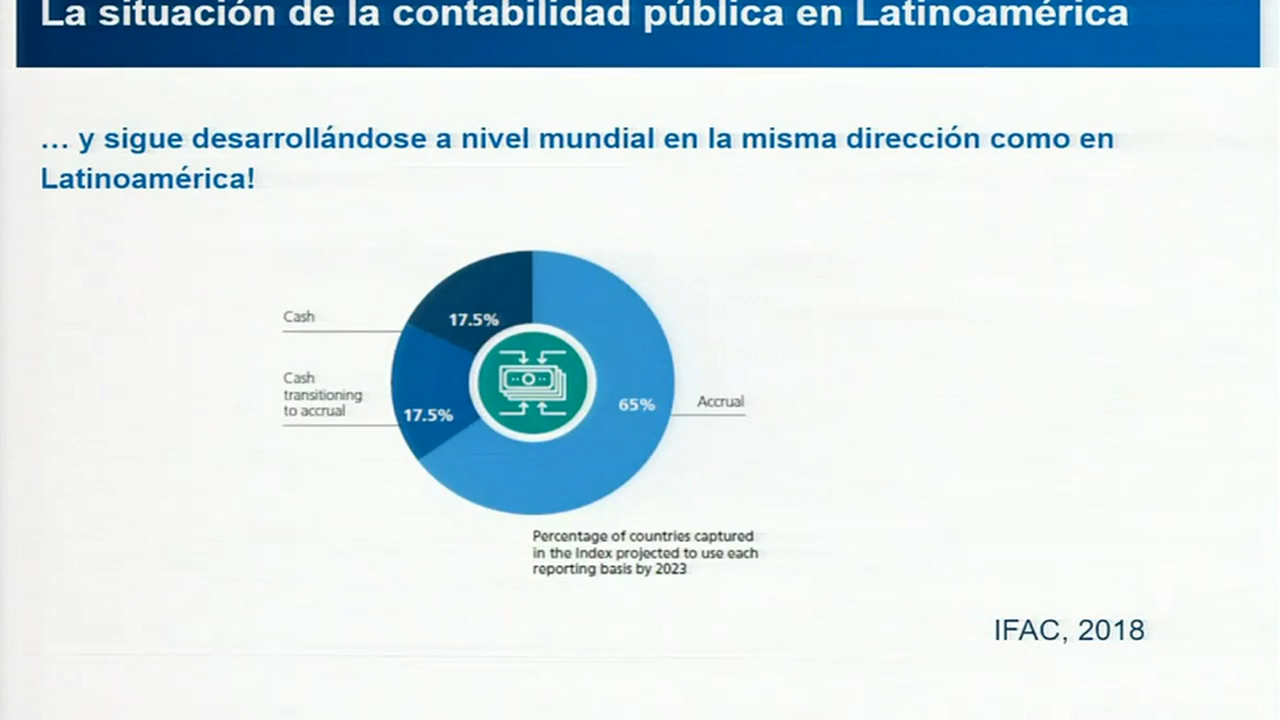 La situación de la contabilidad pública en Latinoamérica
… y sigue desarrollándose a nivel mundial en la misma dirección como en
Latinoamérica!
Cash
17.5%
Cash
transitioning
to accrual
17.5%
65%
Accrual
Percentage of countries captured
in the Index projected to use each
reporting basis by 2023
IFAC, 2018